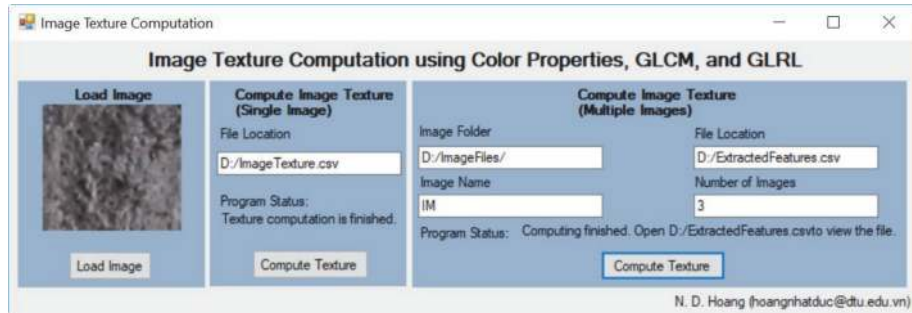 Image Texture Computation
Image Texture Computation using Color Properties, GLCM, and GLRL
Load Image
Load Image
Compute Image Texture
(Single Image)
File Location
D:/ImageTexture.csv
Program Status:
Texture computation is finished.
Compute Texture
Compute Image Texture
(Multiple Images)
Image Folder
File Location
D:/ImageFiles/
D:/ExtractedFeatures.csv
Image Name
Number of Images
IM
3
Program Status: Computing finished. Open D:/ExtractedFeatures.csvto view the file.
Compute Texture
N. D. Hoang (hoangnhatduc@dtu.edu.vn)